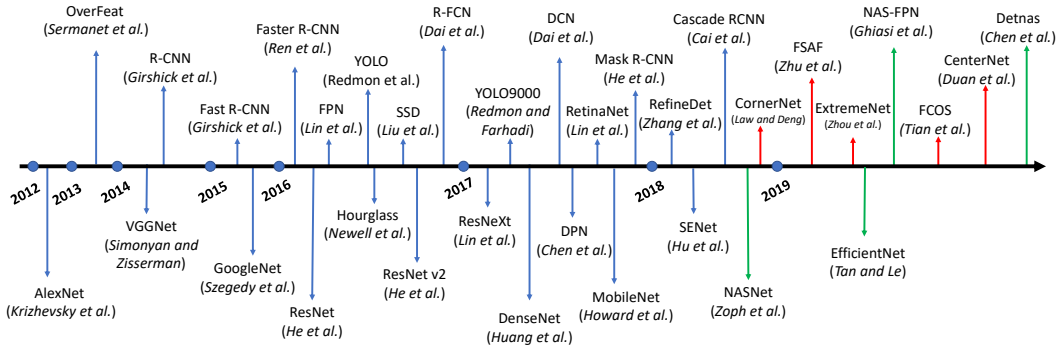 OverFeat
(Sermanet et al.)
R-CNN
(Girshick et al.)
Fast R-CNN
(Girshick et al.)
Faster R-CNN
(Ren et al.)
FPN
(Lin et al.)
YOLO
(Redmon et al.)
SSD
(Liu et al.)
R-FCN
(Dai et al.)
YOLO9000
(Redmon and
Farhadi)
DCN
(Dai et al.)
RetinaNet
(Lin et al.)
Mask R-CNN
(He et al.)
RefineDet
(Zhang et al.)
Cascade RCNN
(Cai et al.)
CornerNet
(Law and Deng)
FSAF
(Zhu et al.)
ExtremeNet
(Zhou et al.)
NAS-FPN
(Ghiasi et al.)
FCOS
(Tian et al.)
CenterNet
(Duan et al.)
Detnas
(Chen et al.)
2012
2013
2014
2015
2016
2017
2018
2019
AlexNet
(Krizhevsky et al.)
VGGNet
(Simonyan and
Zisserman)
GoogleNet
(Szegedy et al.)
ResNet
(He et al.)
Hourglass
(Newell et al.)
ResNet v2
(He et al.)
ResNeXt
(Lin et al.)
DenseNet
(Huang et al.)
DPN
(Chen et al.)
MobileNet
(Howard et al.)
SENet
(Hu et al.)
NASNet
(Zoph et al.)
EfficientNet
(Tan and Le)